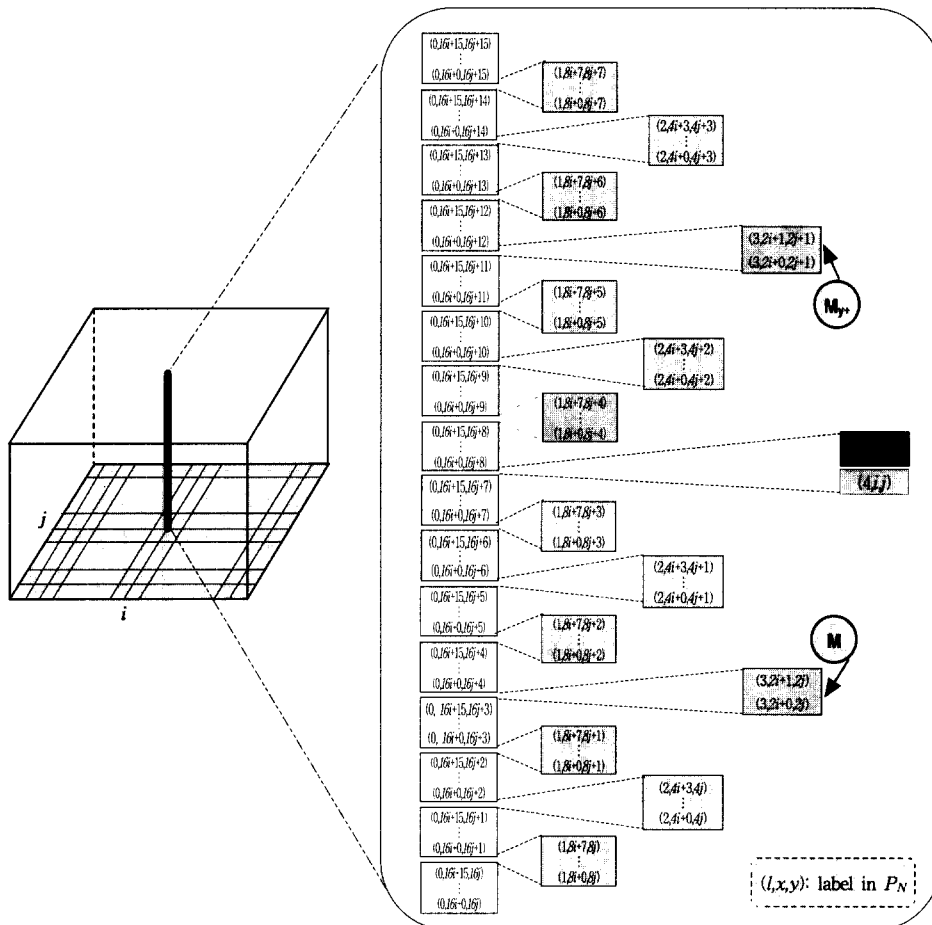 (0,16i+15,16j+15)
(0,16i+0,16j+15)
(1,8i+7,8j+7)
(1,8i+0,8j+7)
(0,16i+15,16j+14)
(0,16i+0,16j+14)
(2,4i+3,4j+3)
(2,4i+0,4j+3)
(0,16i+15,16j+13)
(0,16i+0,16j+13)
(1,8i+7,8j+6)
(1,8i+0,8j+6)
(0,16i+15,16j+12)
(0,16i+0,16j+12)
(3,2i+1,2j+1)
(3,2i+0,2j+1)
M y+
(0,16i+15,16j+11)
(0,16i+0,16j+11)
(1,8i+7,8j+5)
(1,8i+0,8j+5)
(0,16i+15,16j+10)
(0,16i+0,16j+10)
(2,4i+3,4j+2)
(2,4i+0,4j+2)
(0,16i+15,16j+9)
(0,16i+0,16j+9)
(1,8i+7,8j+4)
(1,8i+0,8j+4)
(0,16i+15,16j+8)
(0,16i+0,16j+8)
(4,i,j)
(0,16i+15,16j+7)
(0,16i+0,16j+7)
(1,8i+7,8j+3)
(1,8i+0,8j+3)
j
i
(0,16i+15,16j+6)
(0,16i+0,16j+6)
(2,4i+3,4j+1)
(2,4i+0,4j+1)
(0,16i+15,16j+5)
(0,16i+0,16j+5)
(1,8i+7,8j+2)
(1,8i+0,8j+2)
M
(0,16i+15,16j+4)
(0,16i+0,16j+4)
(3,2i+1,2j)
(3,2i+0,2j)
(0, 16i+15,16j+3)
(0, 16i+0,16j+3)
(1,8i+7,8j+1)
(1,8i+0,8j+1)
(0,16i+15,16j+2)
(0,16i+0,16j+2)
(2,4i+3,4j)
(2,4i+0,4j)
(0,16i+15,16j+1)
(0,16i+0,16j+1)
(1,8i+7,8j)
(1,8i+0,8j)
(0,16i+15,16j)
(0,16i+0,16j)
(l,x,y): label in P_N